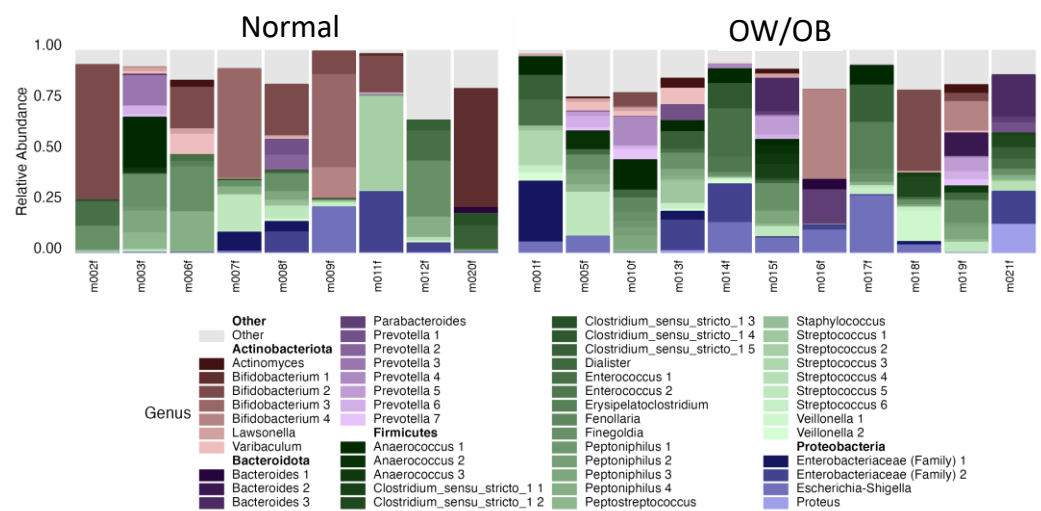 Normal
OW/OB
Relative Abundance
1.00
0.75
0.50
0.25
0.00
m002f
m003f
m006f
m007f
m008f
m009f
m011f
m012f
m020f
m001f
m005f
m010f
m013f
m014f
m015f
m016f
m017f
m018f
m019f
m021f
Genus
Other
Other
Actinobacteriota
Actinomyces
Bifidobacterium 1
Bifidobacterium 2
Bifidobacterium 3
Bifidobacterium 4
Lawsonella
Varibaculum
Bacteroidota
Bacteroides 1
Bacteroides 2
Bacteroides 3
Parabacteroides
Prevotella 1
Prevotella 2
Prevotella 3
Prevotella 4
Prevotella 5
Prevotella 6
Prevotella 7
Firmicutes
Anaerococcus 1
Anaerococcus 2
Anaerococcus 3
Clostridium_sensu_stricto_1 1
Clostridium_sensu_stricto_1 2
Clostridium_sensu_stricto_1 3
Clostridium_sensu_stricto_1 4
Clostridium_sensu_stricto_1 5
Dialister
Enterococcus 1
Enterococcus 2
Erysipelatoclostridium
Fenollaria
Finegoldia
Peptoniphilus 1
Peptoniphilus 2
Peptoniphilus 3
Peptoniphilus 4
Peptostreptococcus
Staphylococcus
Streptococcus 1
Streptococcus 2
Streptococcus 3
Streptococcus 4
Streptococcus 5
Streptococcus 6
Veillonella 1
Veillonella 2
Proteobacteria
Enterobacteriaceae (Family) 1
Enterobacteriaceae (Family) 2
Escherichia-Shigella
Proteus